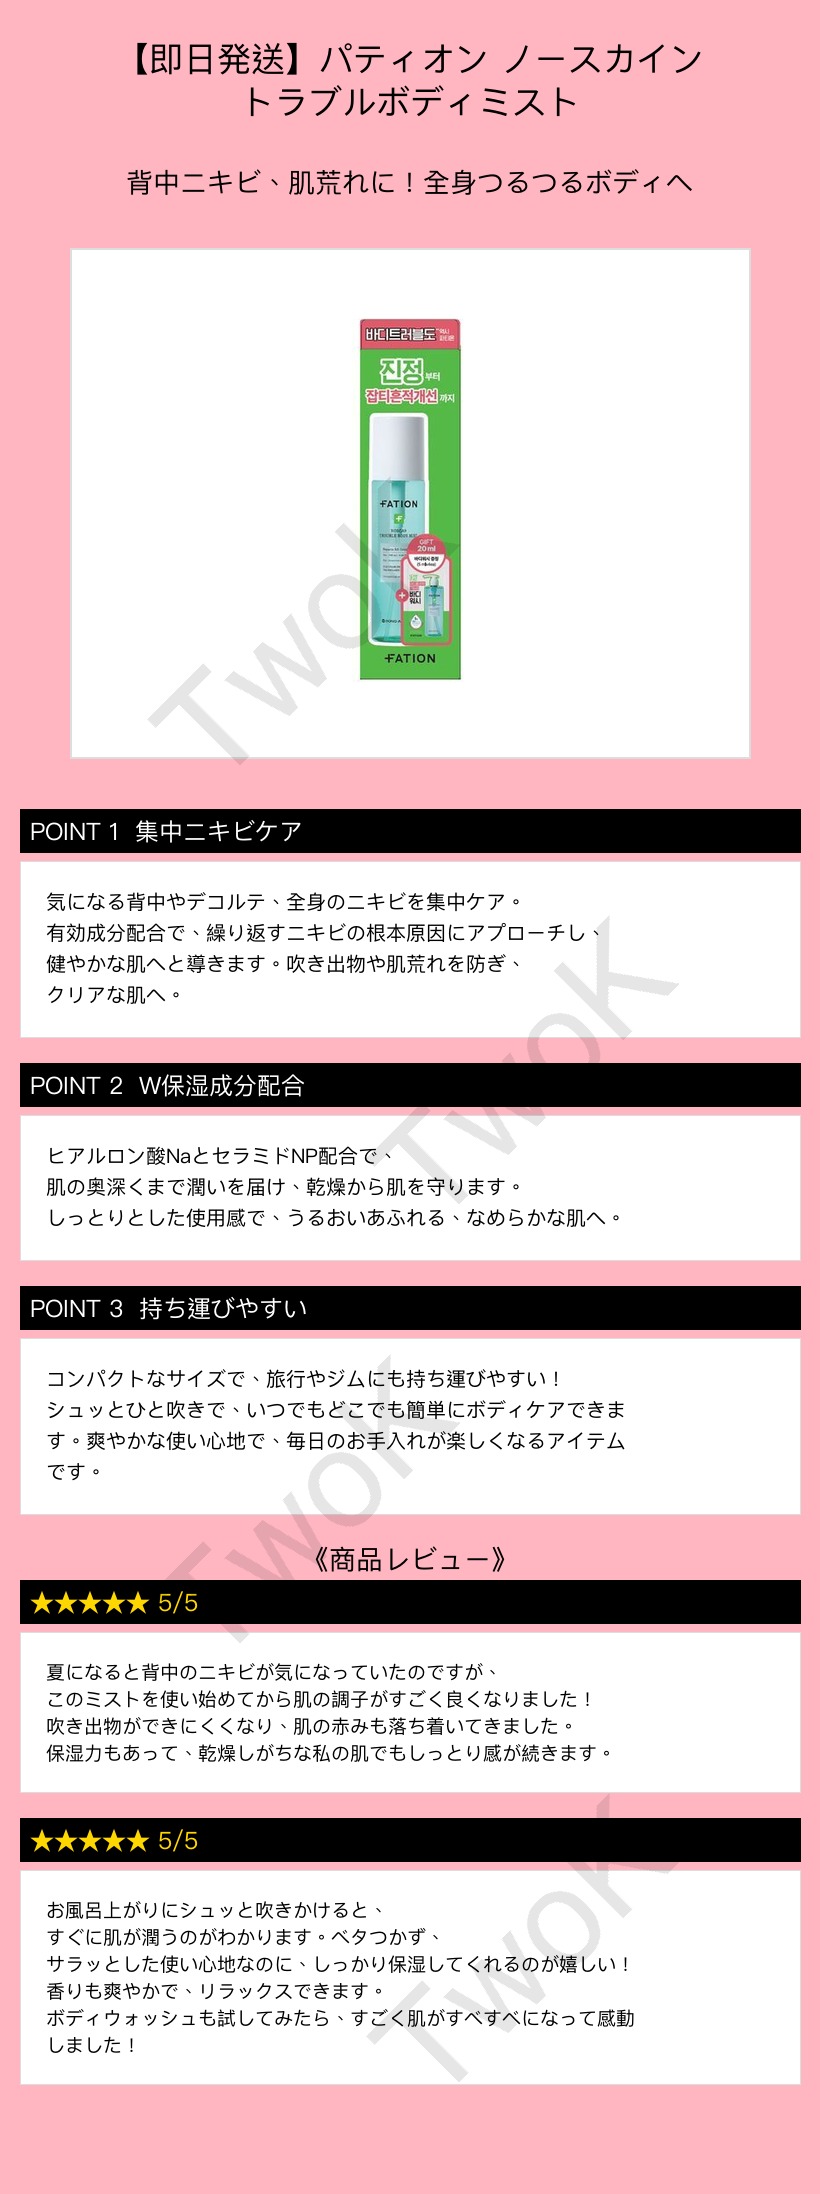 【即日発送】パティオン ノースカイン
トラブルボディミスト
背中ニキビ、肌荒れに！全身つるつるボディへ
바디트러블도
진정부터
잡티흔적개선까지
FATION
TROUBLE BODY MIST
GIFT
20ml
바디워시 증정
바디
워시
FATION
TwoK
POINT 1 集中ニキビケア
気になる背中やデコルテ、全身のニキビを集中ケア。
有効成分配合で、繰り返すニキビの根本原因にアプローチし、
健やかな肌へと導きます。吹き出物や肌荒れを防ぎ、
クリアな肌へ。
TwoK
POINT 2 W保湿成分配合
ヒアルロン酸NaとセラミドNP配合で、
肌の奥深くまで潤いを届け、乾燥から肌を守ります。
しっとりとした使用感で、うるおいあふれる、なめらかな肌へ。
POINT 3 持ち運びやすい
コンパクトなサイズで、旅行やジムにも持ち運びやすい！
シュッとひと吹きで、いつでもどこでも簡単にボディケアできま
す。爽やかな使い心地で、毎日のお手入れが楽しくなるアイテム
です。
TwoK
《商品レビュー》
★★★★★ 5/5
夏になると背中のニキビが気になっていたのですが、
このミストを使い始めてから肌の調子がすごく良くなりました！
吹き出物ができにくくなり、肌の赤みも落ち着いてきました。
保湿力もあって、乾燥しがちな私の肌でもしっとり感が続きます。
★★★★★ 5/5
お風呂上がりにシュッと吹きかけると、
すぐに肌が潤うのがわかります。ベタつかず、
サラッとした使い心地なのに、しっかり保湿してくれるのが嬉しい！
香りも爽やかで、リラックスできます。
ボディウォッシュも試してみたら、すごく肌がすべすべになって感動
しました！
TwoK